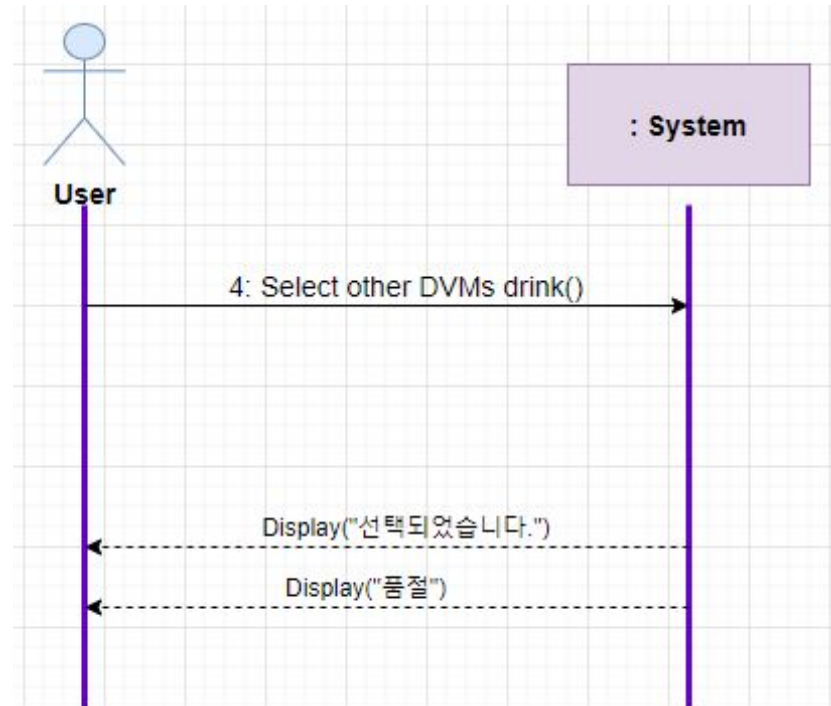 : System
User
4: Select other DVMs drink()
Display("선택되었습니다.")
Display("품절")